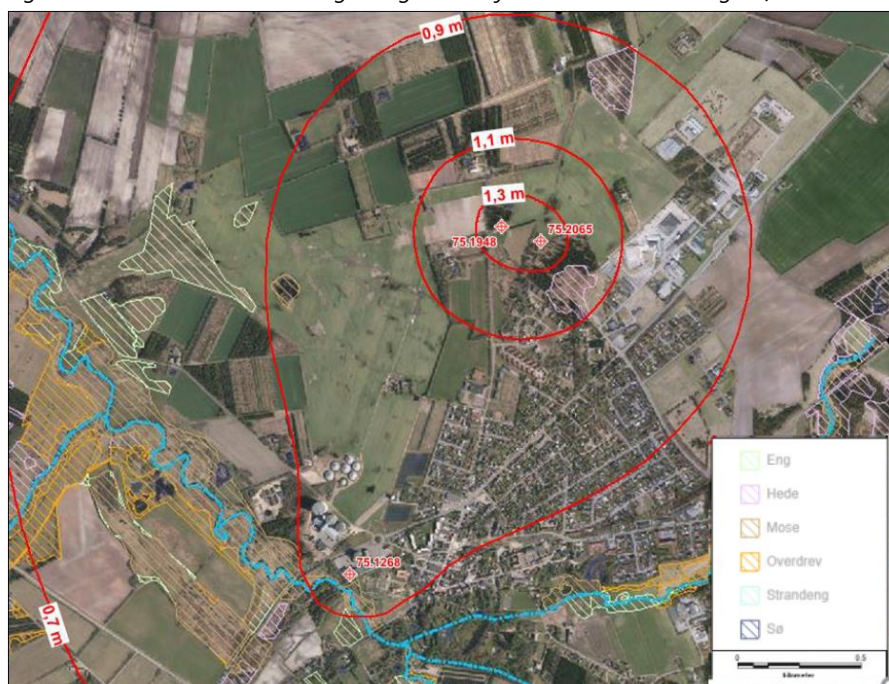 0,9 m
1,1 m
1,3 m
75.1948
75.2065
75.1268
0,7 m
Eng
Hede
Mose
Overdrev
Strandeng
Sø
0 0.5
kilometer